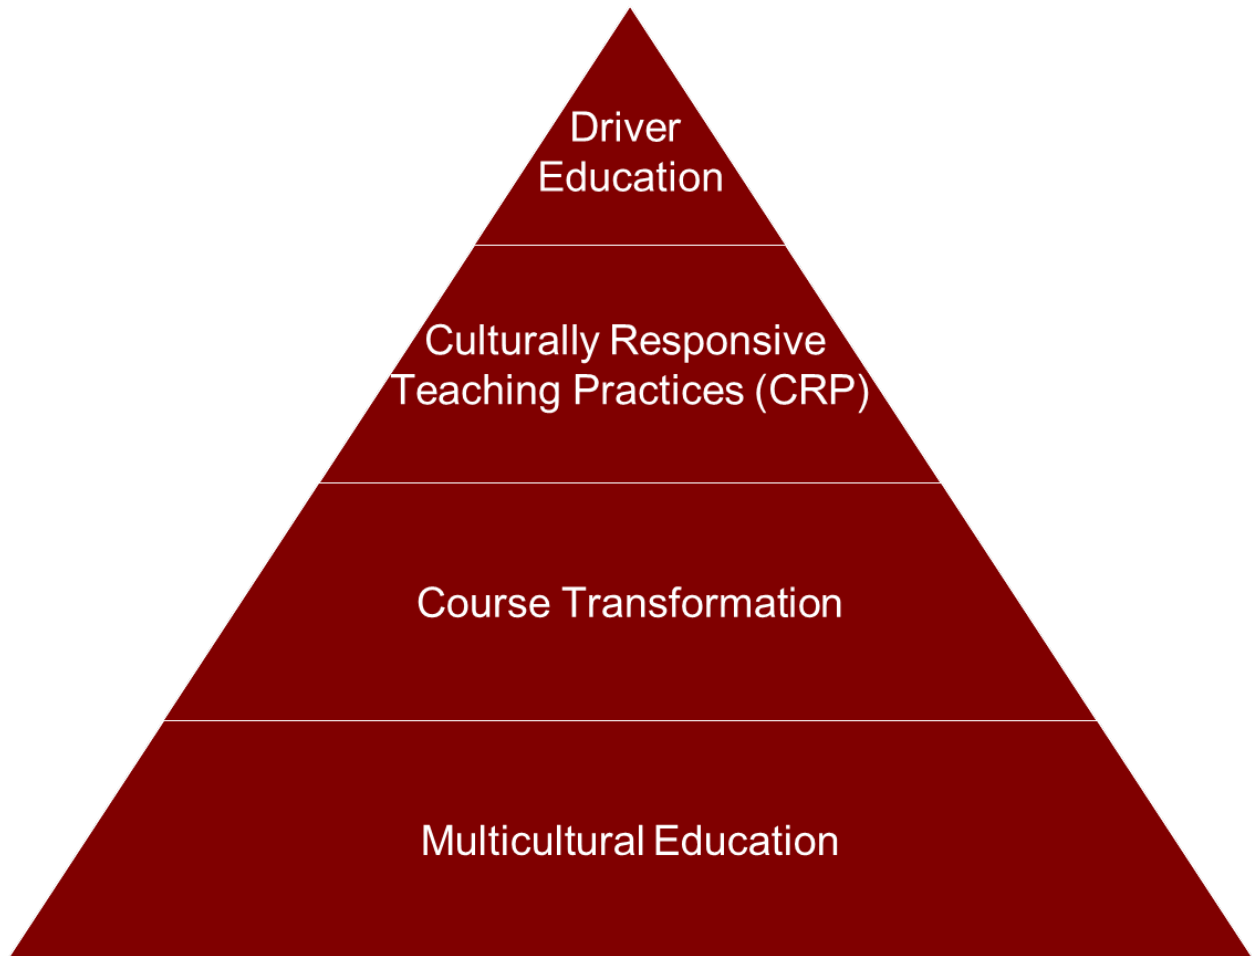 Driver
Education
Culturally Responsive
Teaching Practices (CRP)
Course Transformation
Multicultural Education